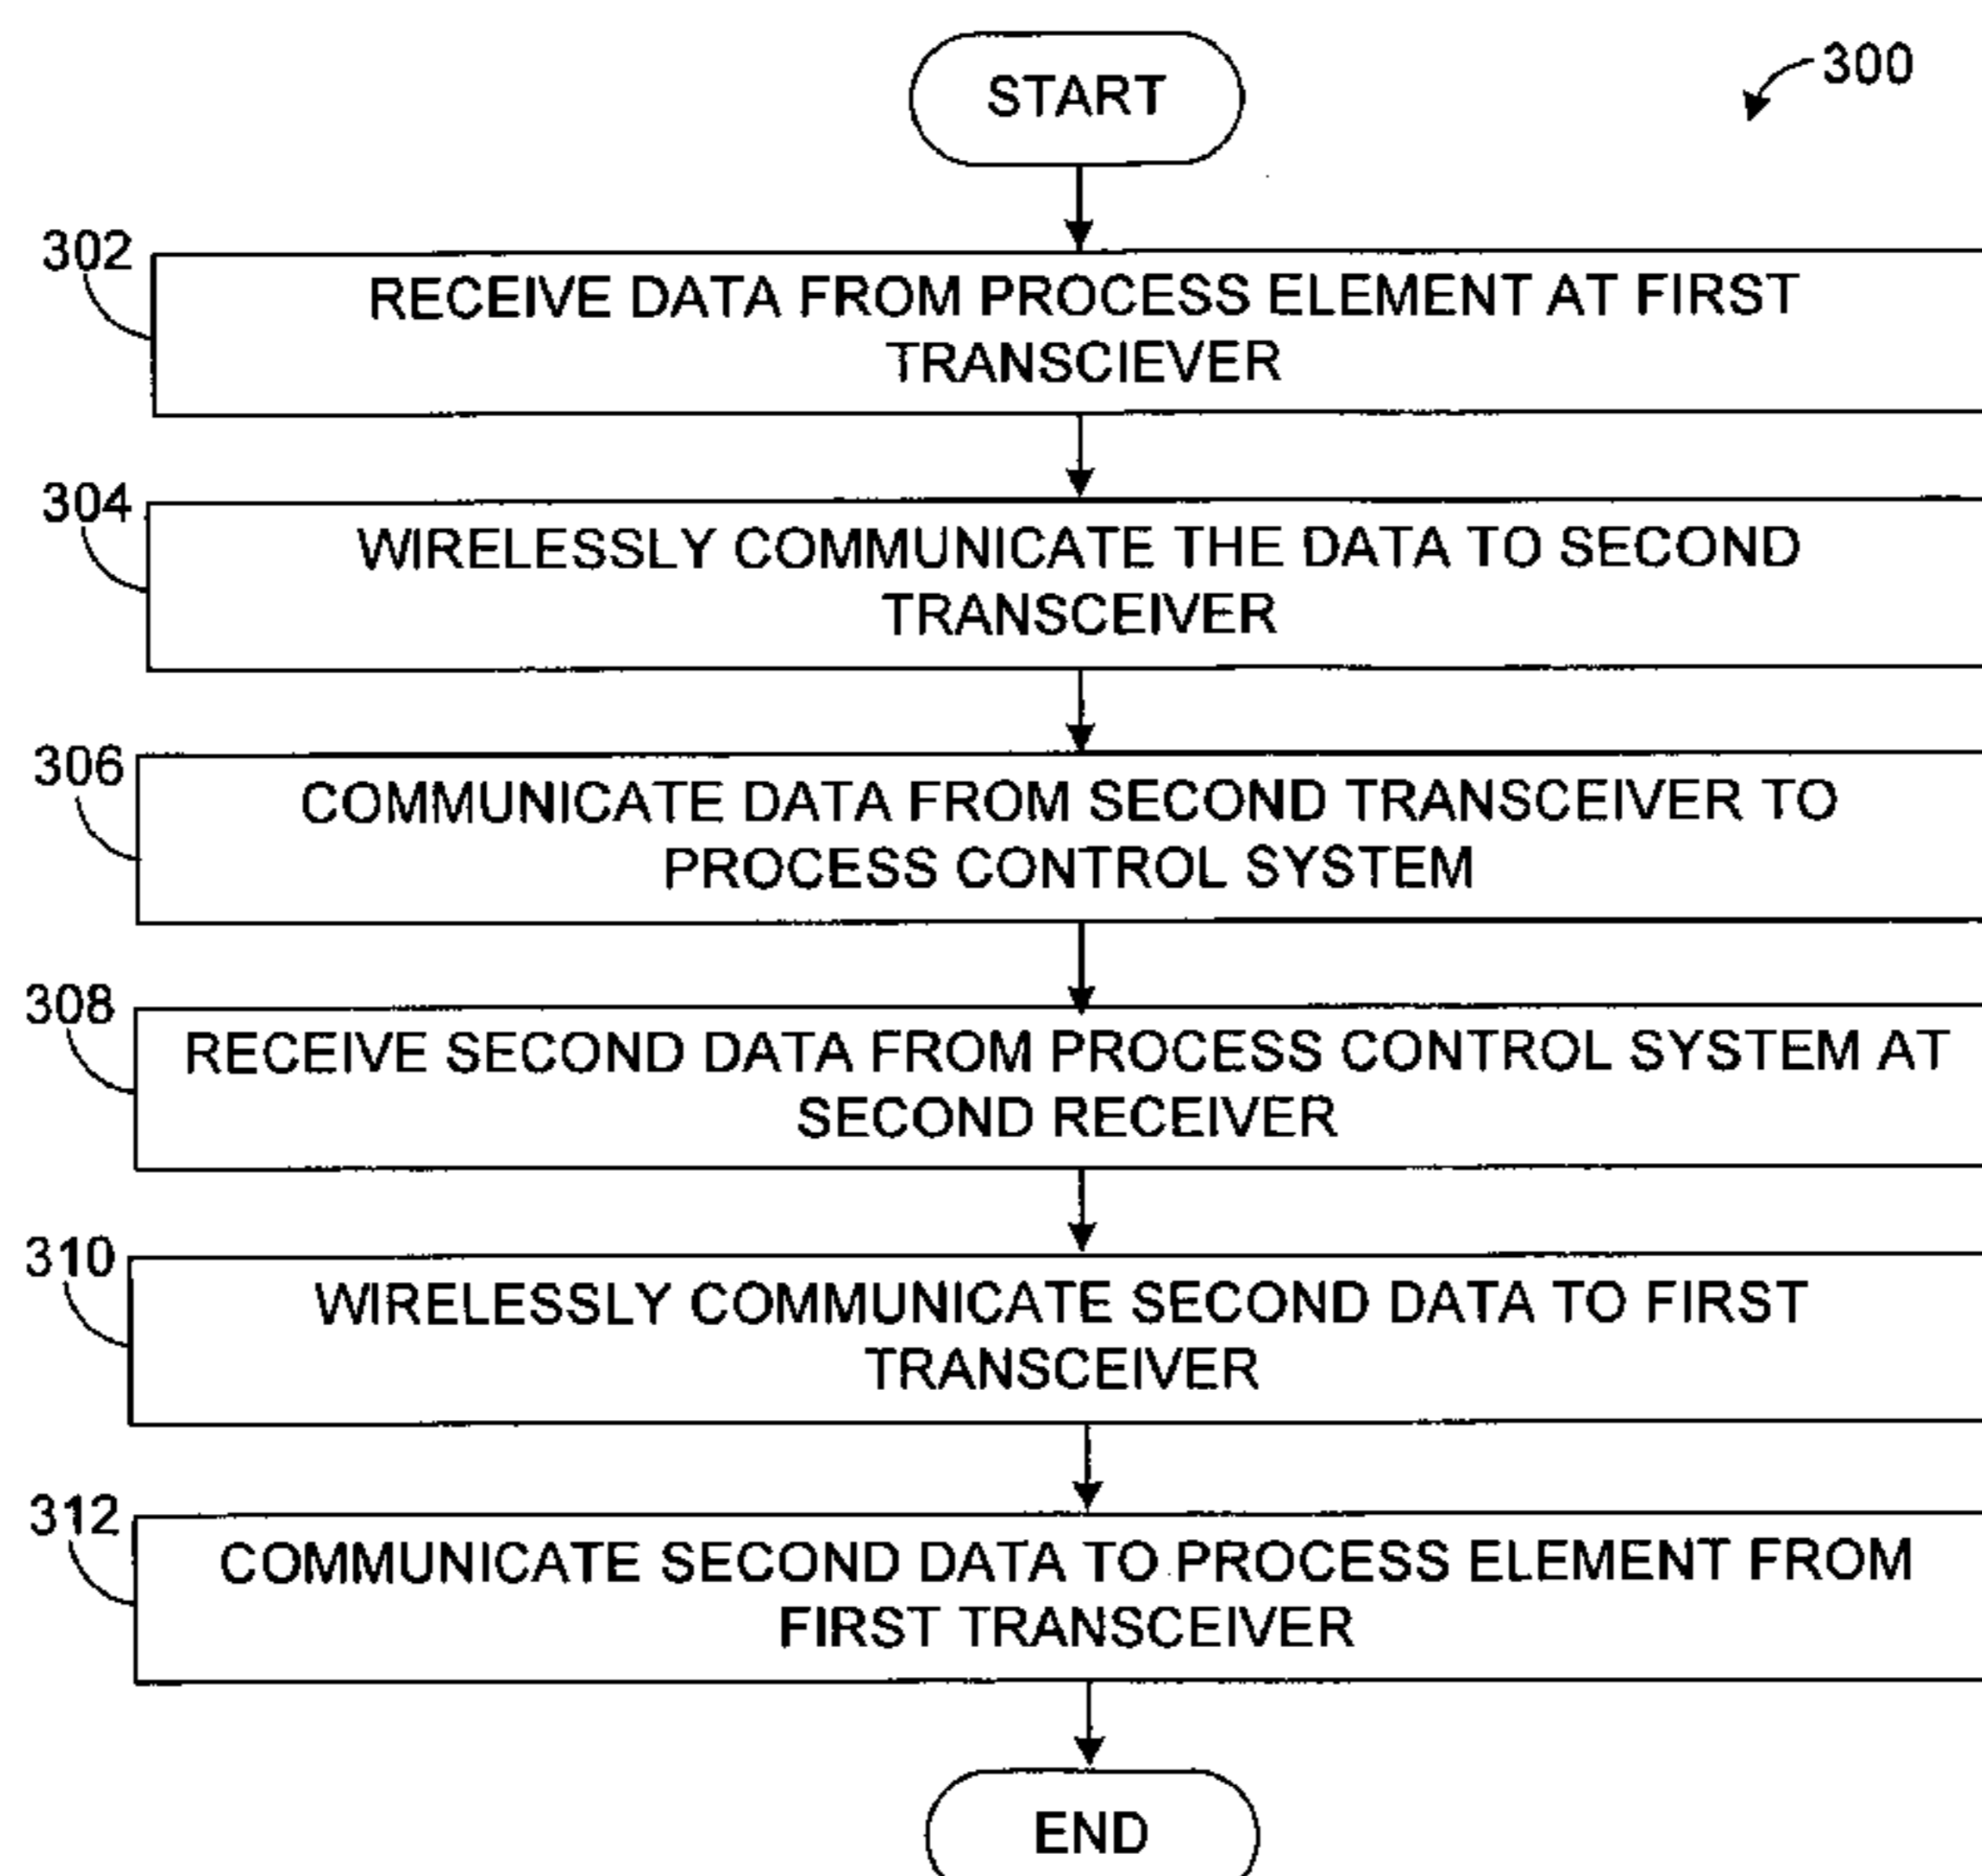 START
300
302
RECEIVE DATA FROM PROCESS ELEMENT AT FIRST
TRANSCIEVER
304
WIRELESSLY COMMUNICATE THE DATA TO SECOND
TRANSCEIVER
306
COMMUNICATE DATA FROM SECOND TRANSCEIVER TO
PROCESS CONTROL SYSTEM
308
RECEIVE SECOND DATA FROM PROCESS CONTROL SYSTEM AT
SECOND RECEIVER
310
WIRELESSLY COMMUNICATE SECOND DATA TO FIRST
TRANSCEIVER
312
COMMUNICATE SECOND DATA TO PROCESS ELEMENT FROM
FIRST TRANSCEIVER
END